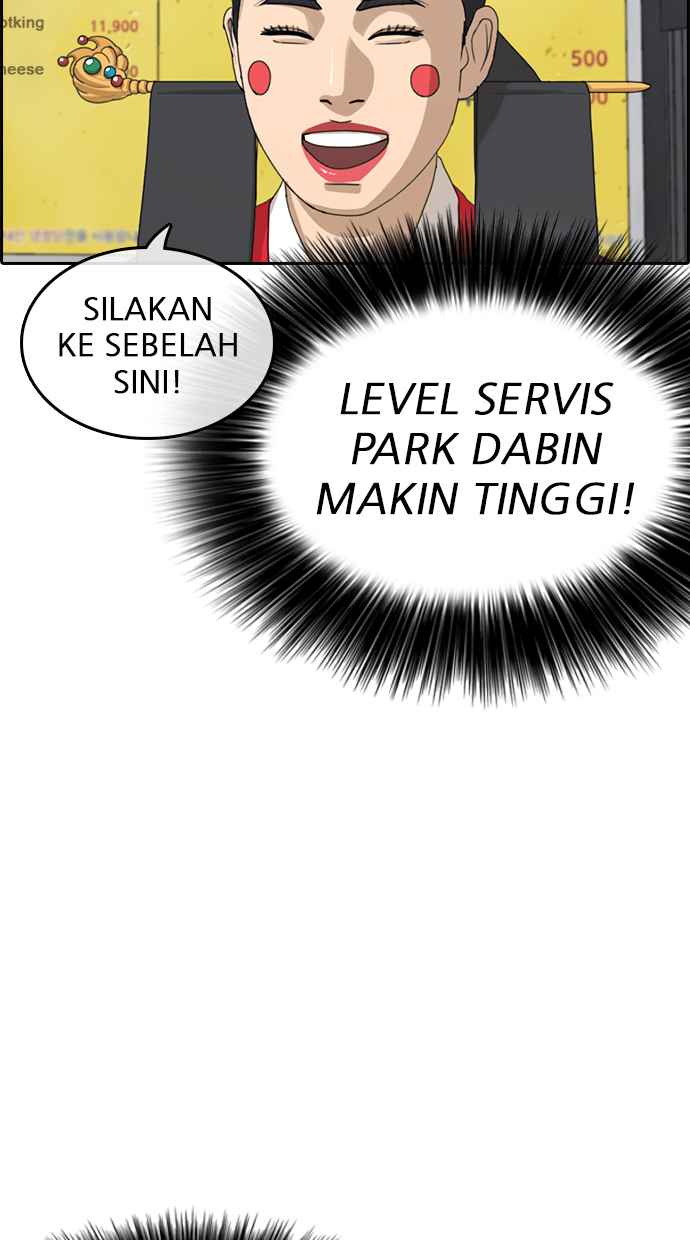 otking 11,900
heese
500
SILAKAN
KE SEBELAH
SINI!
LEVEL SERVIS
PARK DABIN
MAKIN TINGGI!